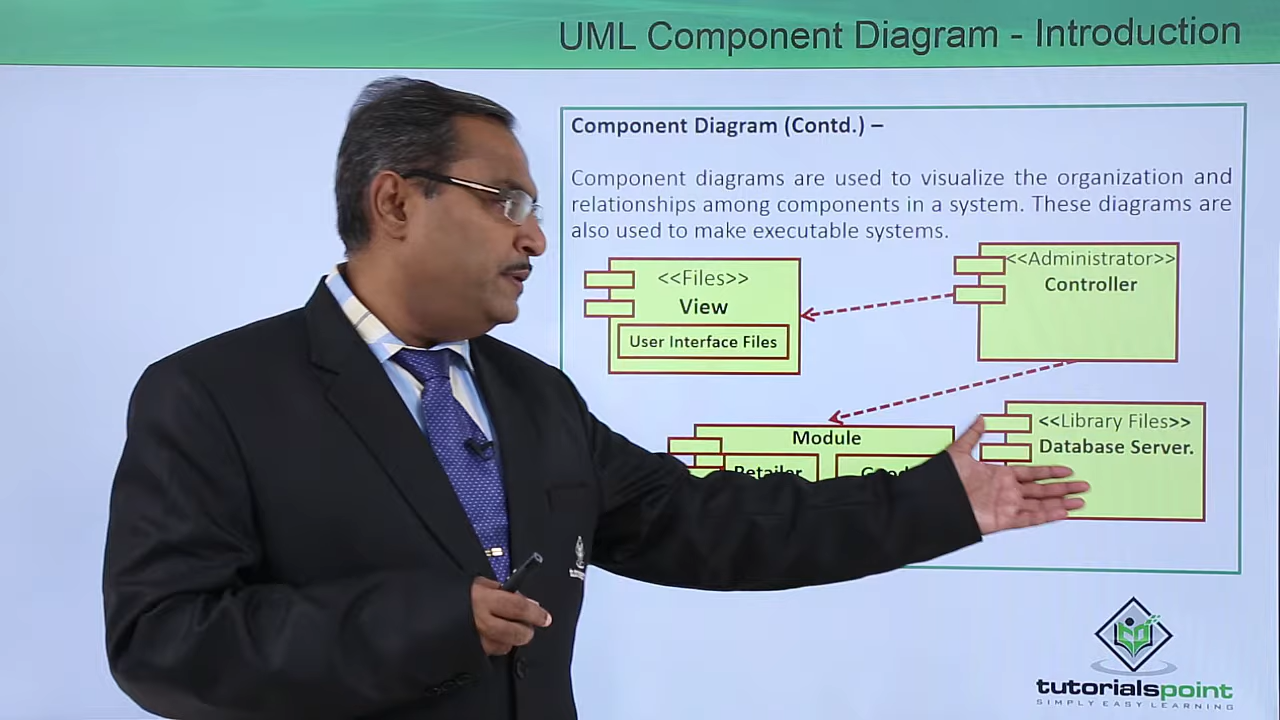 UML Component Diagram - Introduction
Component Diagram (Contd.) –
Component diagrams are used to visualize the organization and
relationships among components in a system. These diagrams are
also used to make executable systems.
<<Files>>
View
User Interface Files
<<Administrator>>
Controller
Module
Retailer
<<Library Files>>
Database Server.
tutorialspoint
SIMPLY EASY LEARNING